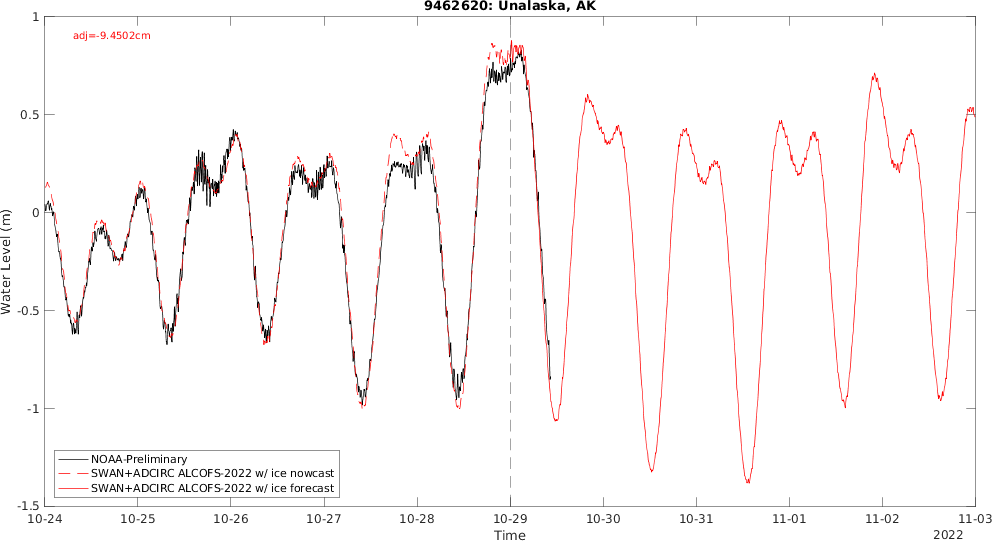 9462620: Unalaska, AK
adj=-9.4502cm
1
0.5
0
-0.5
-1
-1.5
Water Level (m)
NOAA-Preliminary
SWAN+ADCIRC ALCOFS-2022 w/ ice nowcast
SWAN+ADCIRC ALCOFS-2022 w/ ice forecast
10-24 10-25 10-26 10-27 10-28 10-29 10-30 10-31 11-01 11-02 11-03
Time
2022